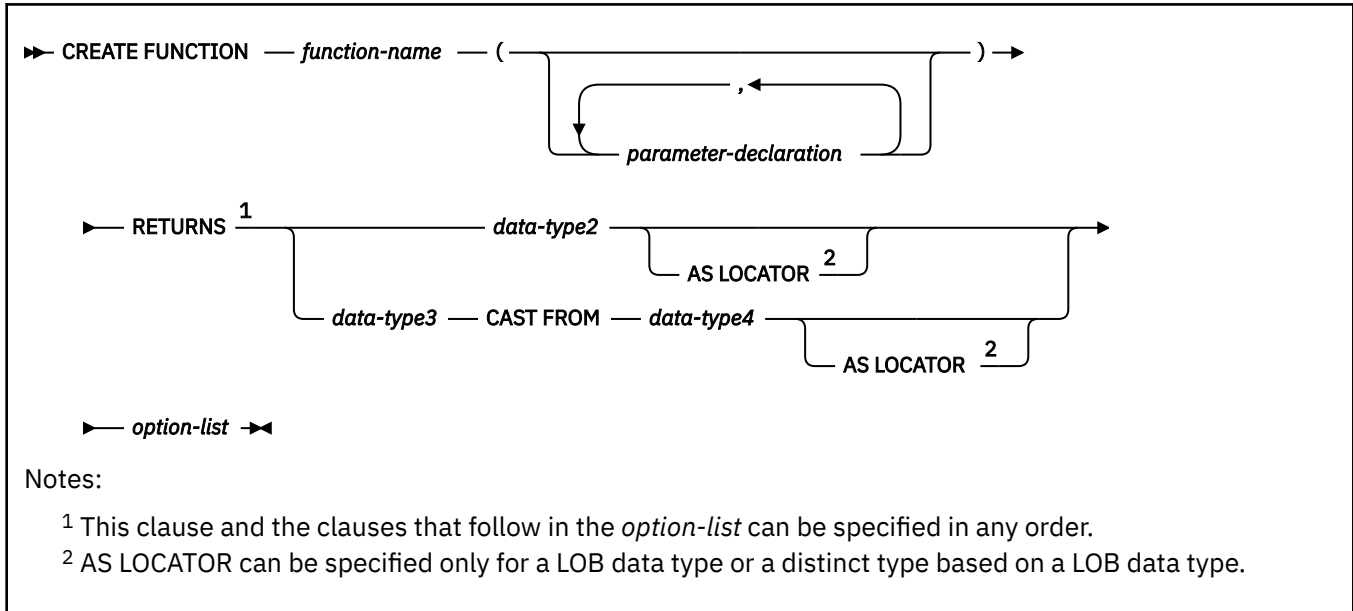 CREATE FUNCTION function-name ( )
,
parameter-declaration
RETURNS 1 data-type2
AS LOCATOR 2
data-type3 CAST FROM data-type4
AS LOCATOR 2
option-list
Notes:
1 This clause and the clauses that follow in the option-list can be specified in any order.
2 AS LOCATOR can be specified only for a LOB data type or a distinct type based on a LOB data type.